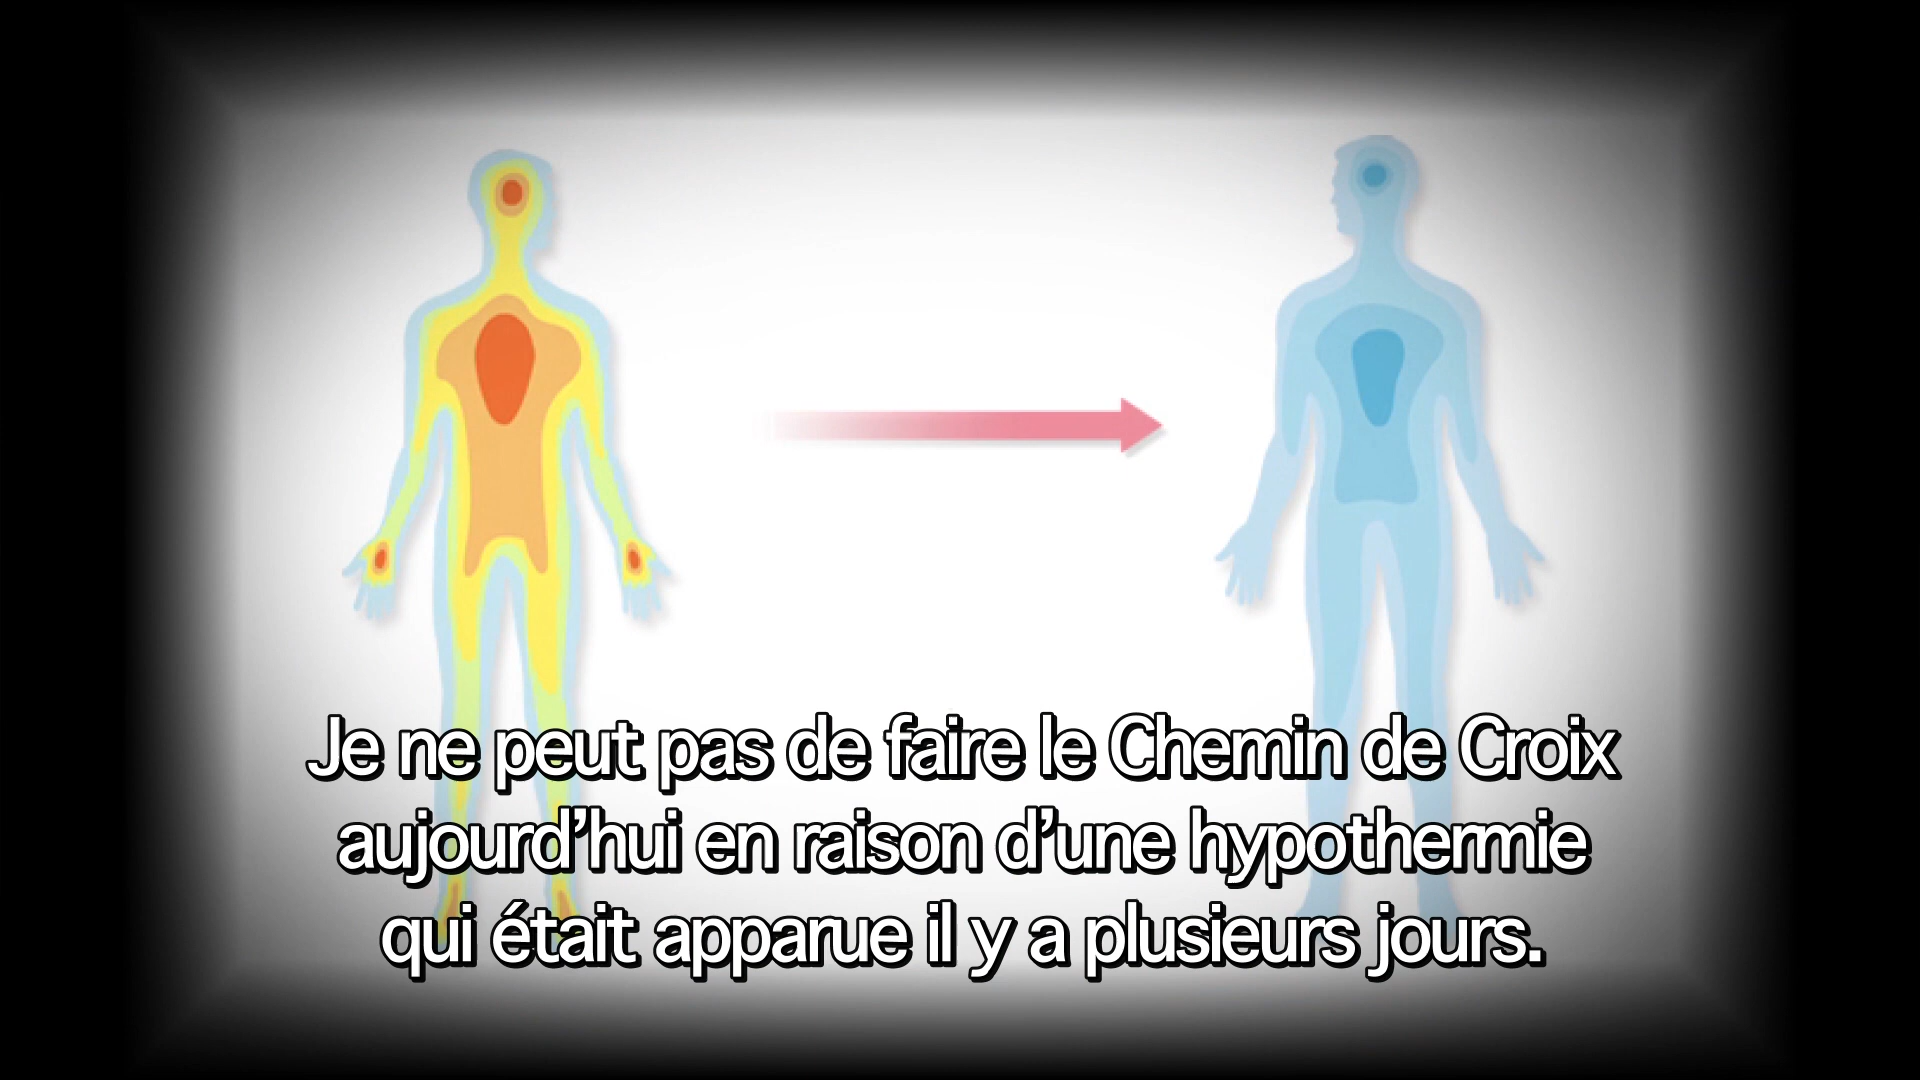 Je ne peut pas de faire le Chemin de Croix
aujourd’hui en raison d’une hypothermie
qui était apparue il y a plusieurs jours.